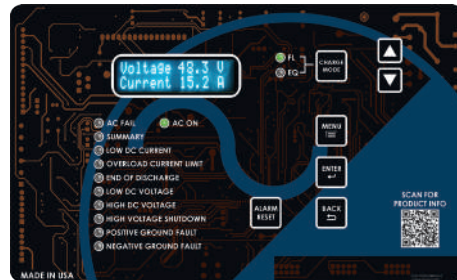 Voltage 48.3 V
Current 15.2 A
FL
EQ
CHARGE
MODE
AC FAIL
AC ON
SUMMARY
LOW DC CURRENT
OVERLOAD CURRENT LIMIT
END OF DISCHARGE
LOW DC VOLTAGE
HIGH DC VOLTAGE
HIGH VOLTAGE SHUTDOWN
POSITIVE GROUND FAULT
NEGATIVE GROUND FAULT
MENU
ENTER
ALARM
RESET
BACK
SCAN FOR
PRODUCT INFO
MADE IN USA